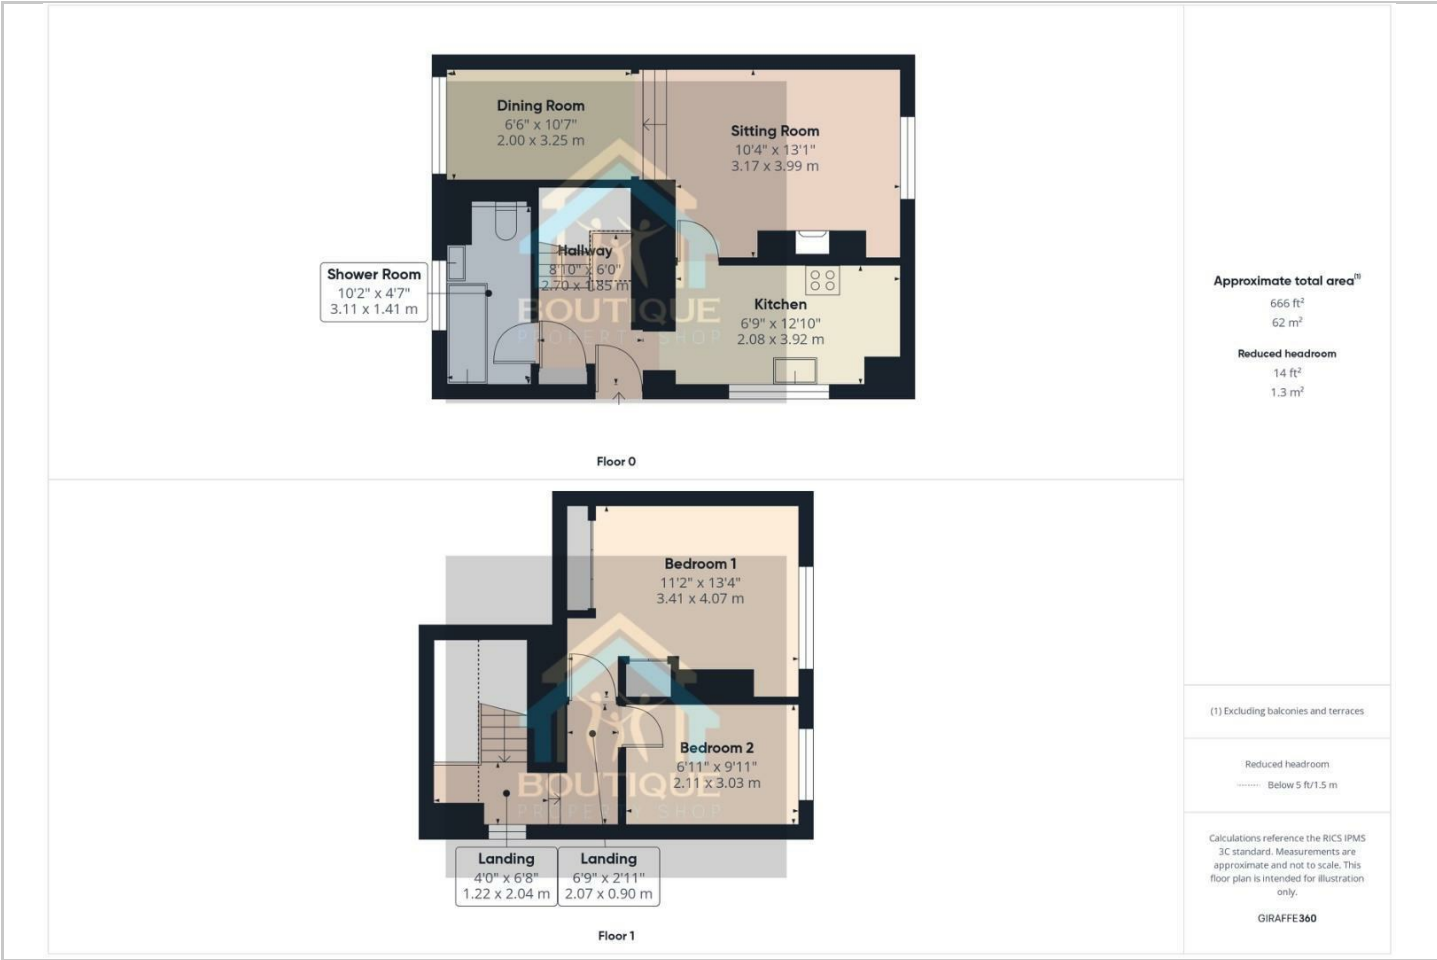 Dining Room
6'6" x 10'7"
2.00 x 3.25 m
Sitting Room
10'4" x 13'1"
3.17 x 3.99 m
Hallway
8'10" x 6'0"
2.70 x 1.85 m
Shower Room
10'2" x 4'7"
3.11 x 1.41 m
Kitchen
6'9" x 12'10"
2.08 x 3.92 m
BOUTIQUE
PROPERTY SHOP
Floor 0
Bedroom 1
11'2" x 13'4"
3.41 x 4.07 m
Bedroom 2
6'11" x 9'11"
2.11 x 3.03 m
BOUTIQUE
PROPERTY SHOP
Landing
4'0" x 6'8"
1.22 x 2.04 m
Landing
6'9" x 2'11"
2.07 x 0.90 m
Floor 1
Approximate total area(1)
666 ft²
62 m²
Reduced headroom
14 ft²
1.3 m²
(1) Excluding balconies and terraces
Reduced headroom
Below 5 ft/1.5 m
Calculations reference the RICS IPMS
3C standard. Measurements are
approximate and not to scale. This
floor plan is intended for illustration
only.
GIRAFFE360